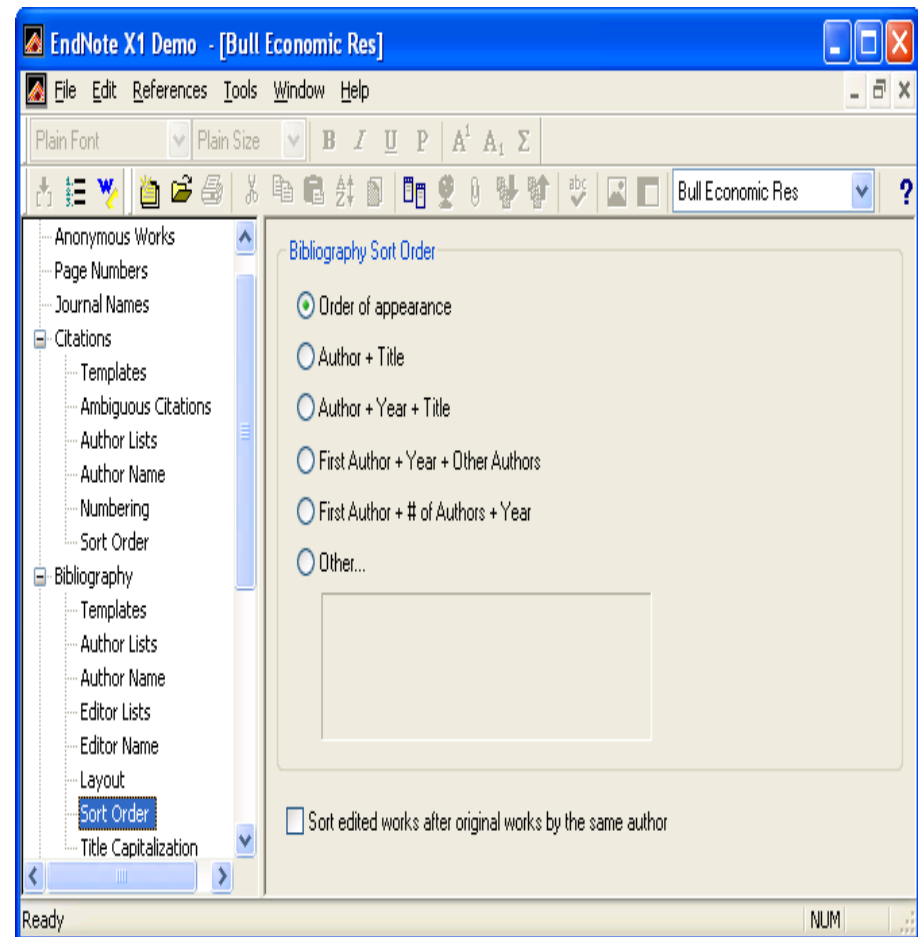 EndNote X1 Demo - [Bull Economic Res]
File Edit References Tools Window Help
Plain Font Plain Size B I U P A1 A1 Σ
abc Bull Economic Res ?
Anonymous Works
Page Numbers
Journal Names
Citations
Templates
Ambiguous Citations
Author Lists
Author Name
Numbering
Sort Order
Bibliography
Templates
Author Lists
Author Name
Editor Lists
Editor Name
Layout
Sort Order
Title Capitalization
Bibliography Sort Order
Order of appearance
Author + Title
Author + Year + Title
First Author + Year + Other Authors
First Author + # of Authors + Year
Other...
Sort edited works after original works by the same author
Ready NUM